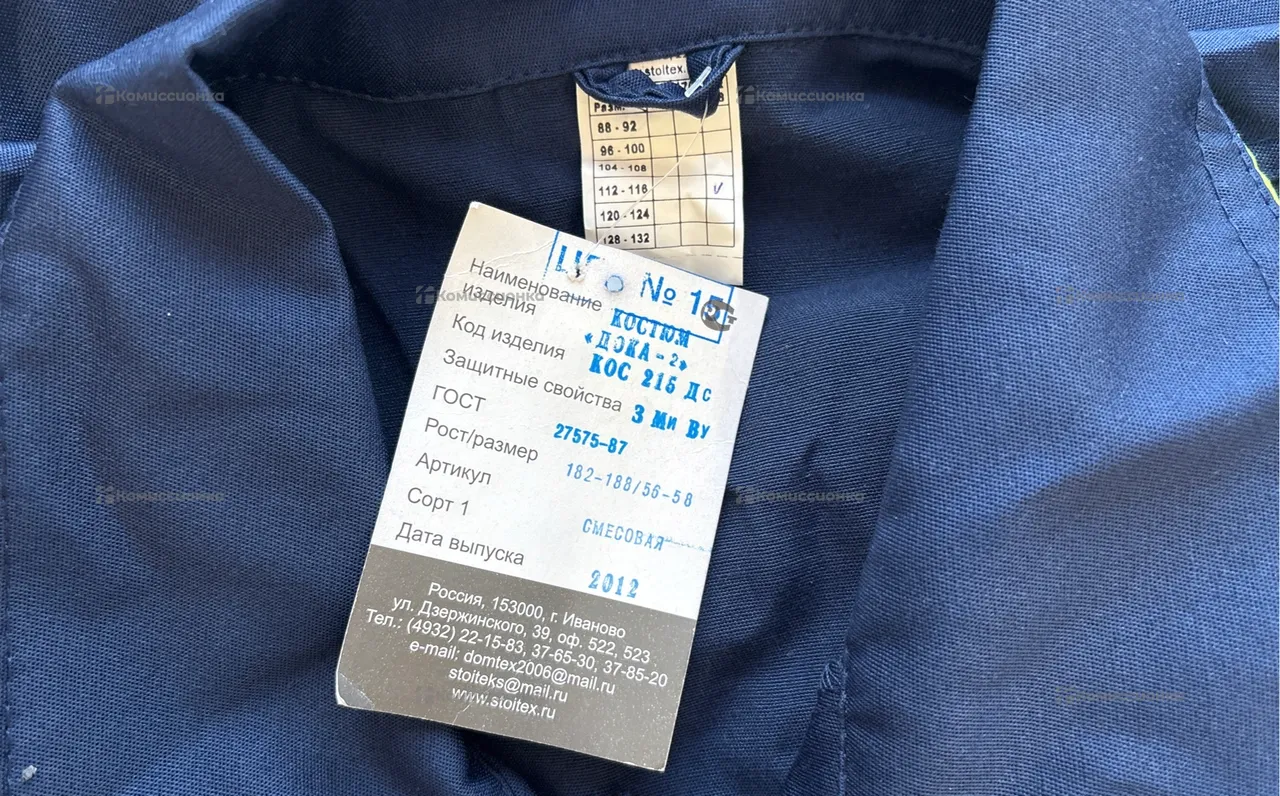 stoitex.
Разм.
88 - 92
96 - 100
104 - 108
112 - 116
120 - 124
128 - 132
№ 15
Наименование
изделия
КОСТЮМ
«ДОКА-2»
Код изделия
КОС 215 ДС
Защитные свойства
З Ми Ву
ГОСТ
27575-87
Рост/размер
182-188/56-58
Артикул
СМЕСОВАЯ
Сорт 1
Дата выпуска
2012
Россия, 153000, г. Иваново
ул. Дзержинского, 39, оф. 522, 523
Тел.: (4932) 22-15-83, 37-65-30, 37-85-20
e-mail: domtex2006@mail.ru
stoiteks@mail.ru
www.stoitex.ru
Комиссионка
Комиссионка
Комиссионка
Комиссионка
Комиссионка
Комиссионка
Комиссионка
Комиссионка